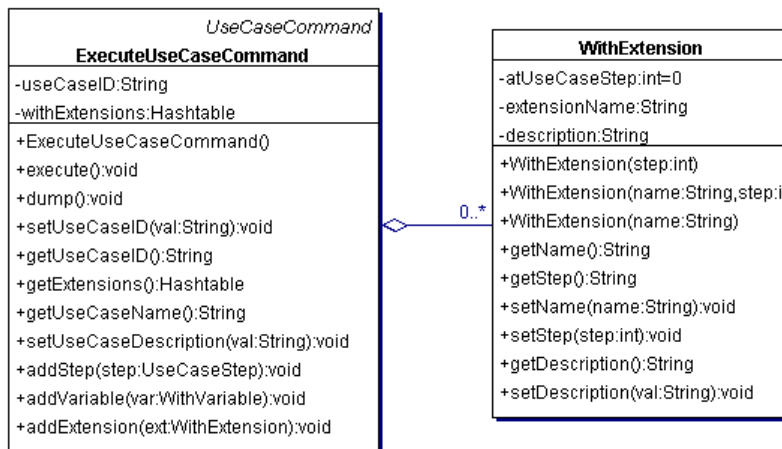 UseCaseCommand
ExecuteUseCaseCommand
-useCaseID:String
-withExtensions:Hashtable
+ExecuteUseCaseCommand()
+execute():void
+dump():void
+setUseCaseID(val:String):void
+getUseCaseID():String
+getExtensions():Hashtable
+getUseCaseName():String
+setUseCaseDescription(val:String):void
+addStep(step:UseCaseStep):void
+addVariable(var:WithVariable):void
+addExtension(ext:WithExtension):void
0..*
WithExtension
-atUseCaseStep:int=0
-extensionName:String
-description:String
+WithExtension(step:int)
+WithExtension(name:String,step:i
+WithExtension(name:String)
+getName():String
+getStep():String
+setName(name:String):void
+setStep(step:int):void
+getDescription():String
+setDescription(val:String):void